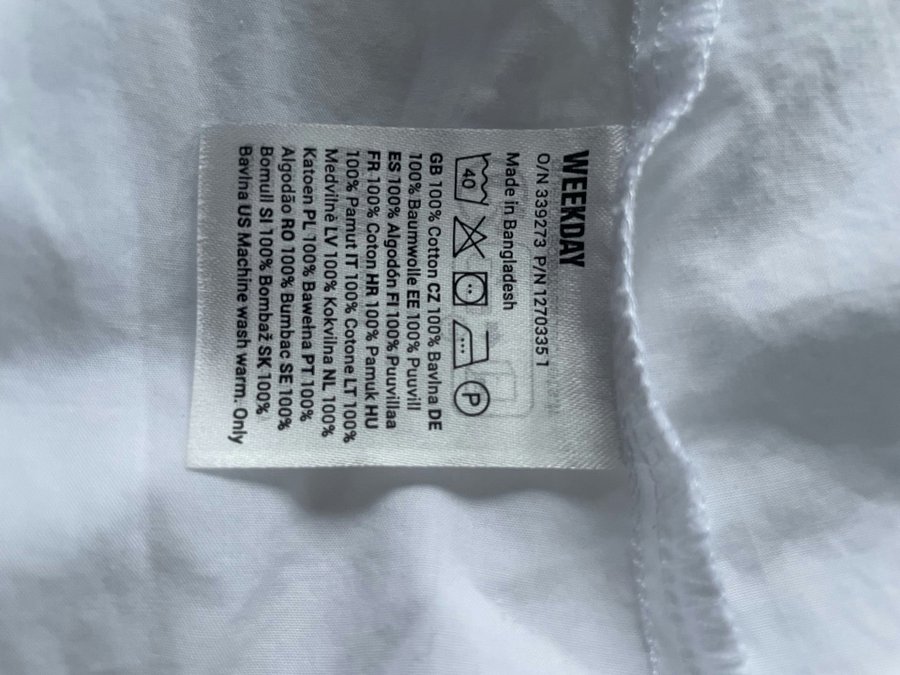 WEEKDAY
O/N 339273 P/N 12703351
Made in Bangladesh
40 P
GB 100% Cotton CZ 100% Bavlna DE
100% Baumwolle EE 100% Puuvill
ES 100% Algodón FI 100% Puuvillaa
FR 100% Coton HR 100% Pamuk HU
100% Pamut IT 100% Cotone LT 100%
Medvilnė LV 100% Kokvilna NL 100%
Katoen PL 100% Bawełna PT 100%
Algodão RO 100% Bumbac SE 100%
Bomull SI 100% Bombaž SK 100%
Bavlna US Machine wash warm. Only